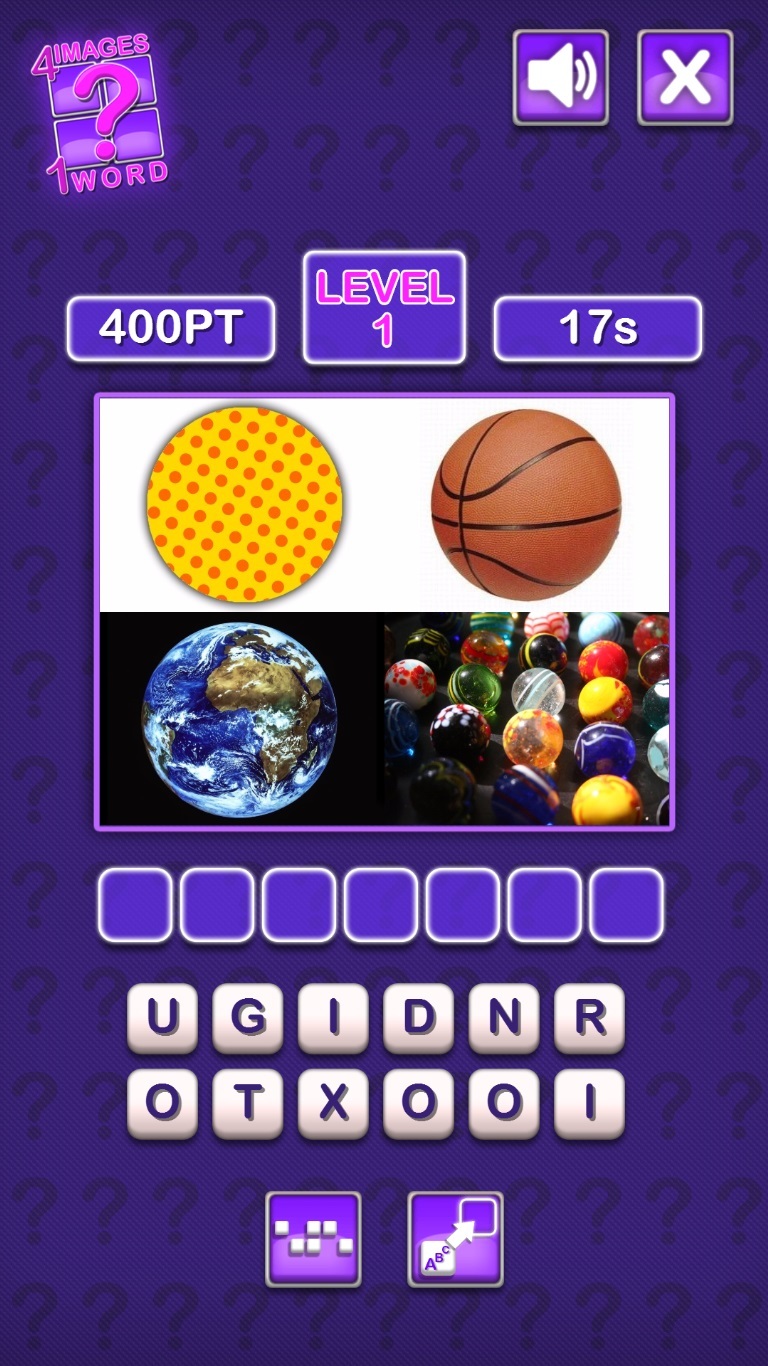 4 IMAGES
?
1 WORD
LEVEL
1
400PT
17s
U G I D N R
O T X O O I
ABC